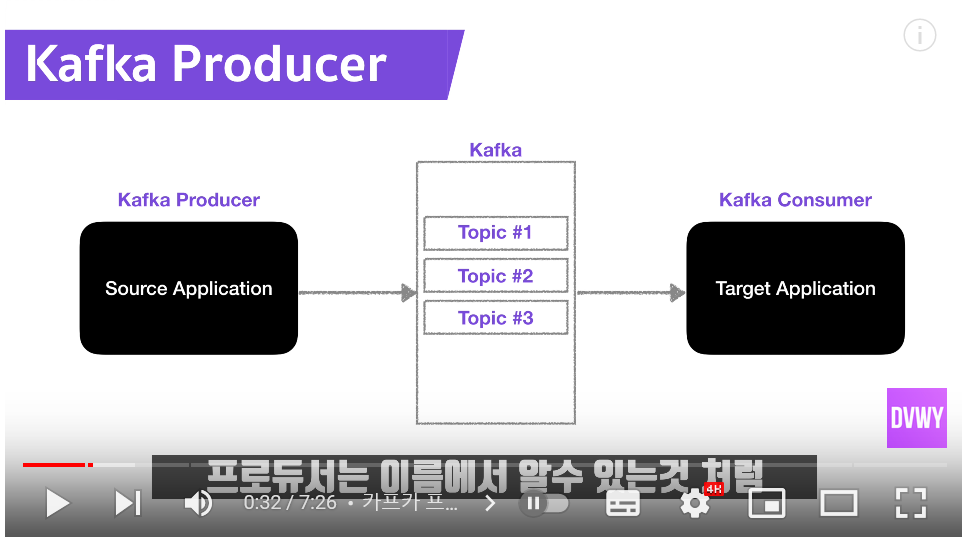 Kafka Producer
Kafka
Kafka Producer
Kafka Consumer
Topic #1
Topic #2
Topic #3
Source Application
Target Application
DVWY
프로듀서는 이름에서 알수 있는것 처럼
0:32 / 7:26 • 카프카 프...
4K